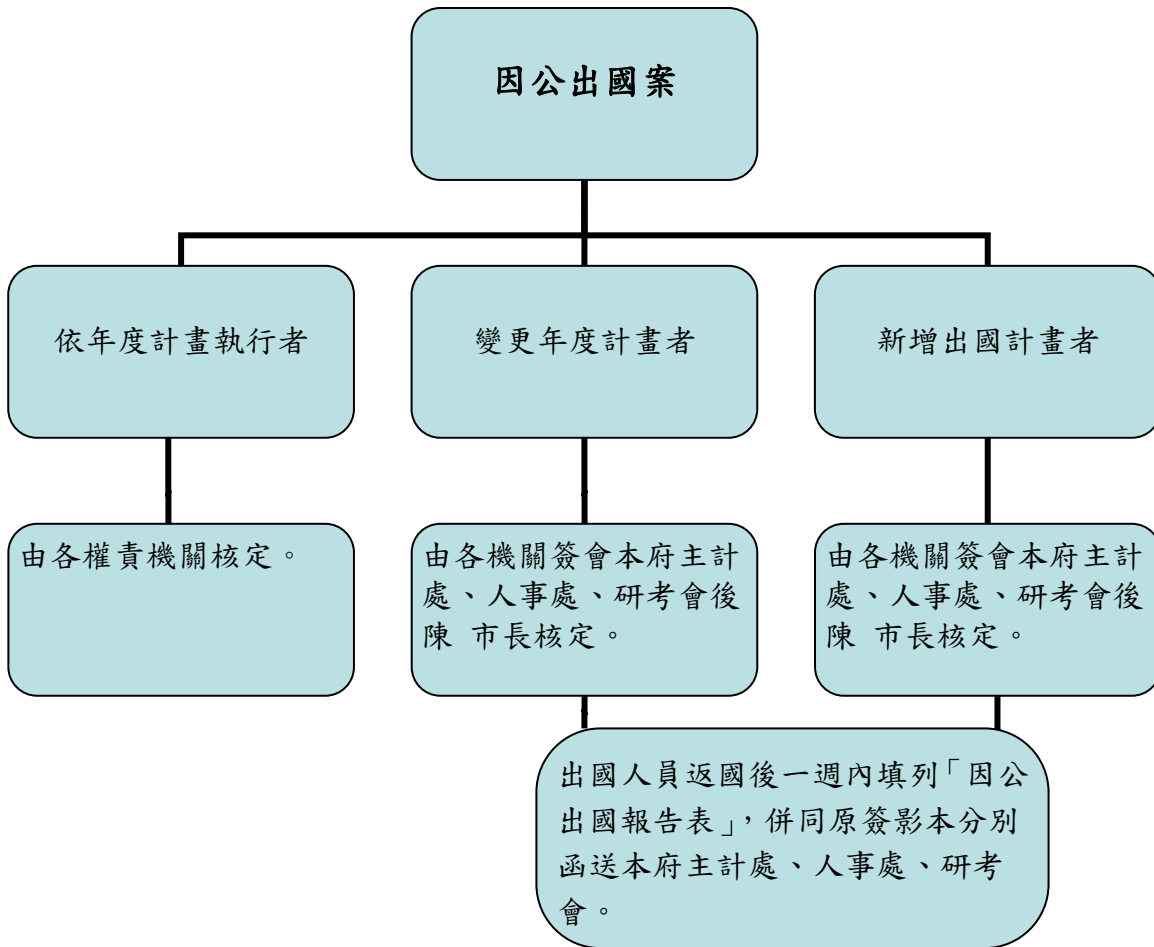 因公出國案
依年度計畫執行者
變更年度計畫者
新增出國計畫者
由各權責機關核定。
由各機關簽會本府主計
處、人事處、研考會後
陳 市長核定。
由各機關簽會本府主計
處、人事處、研考會後
陳 市長核定。
出國人員返國後一週內填列「因公
出國報告表」，併同原簽影本分別
函送本府主計處、人事處、研考
會。